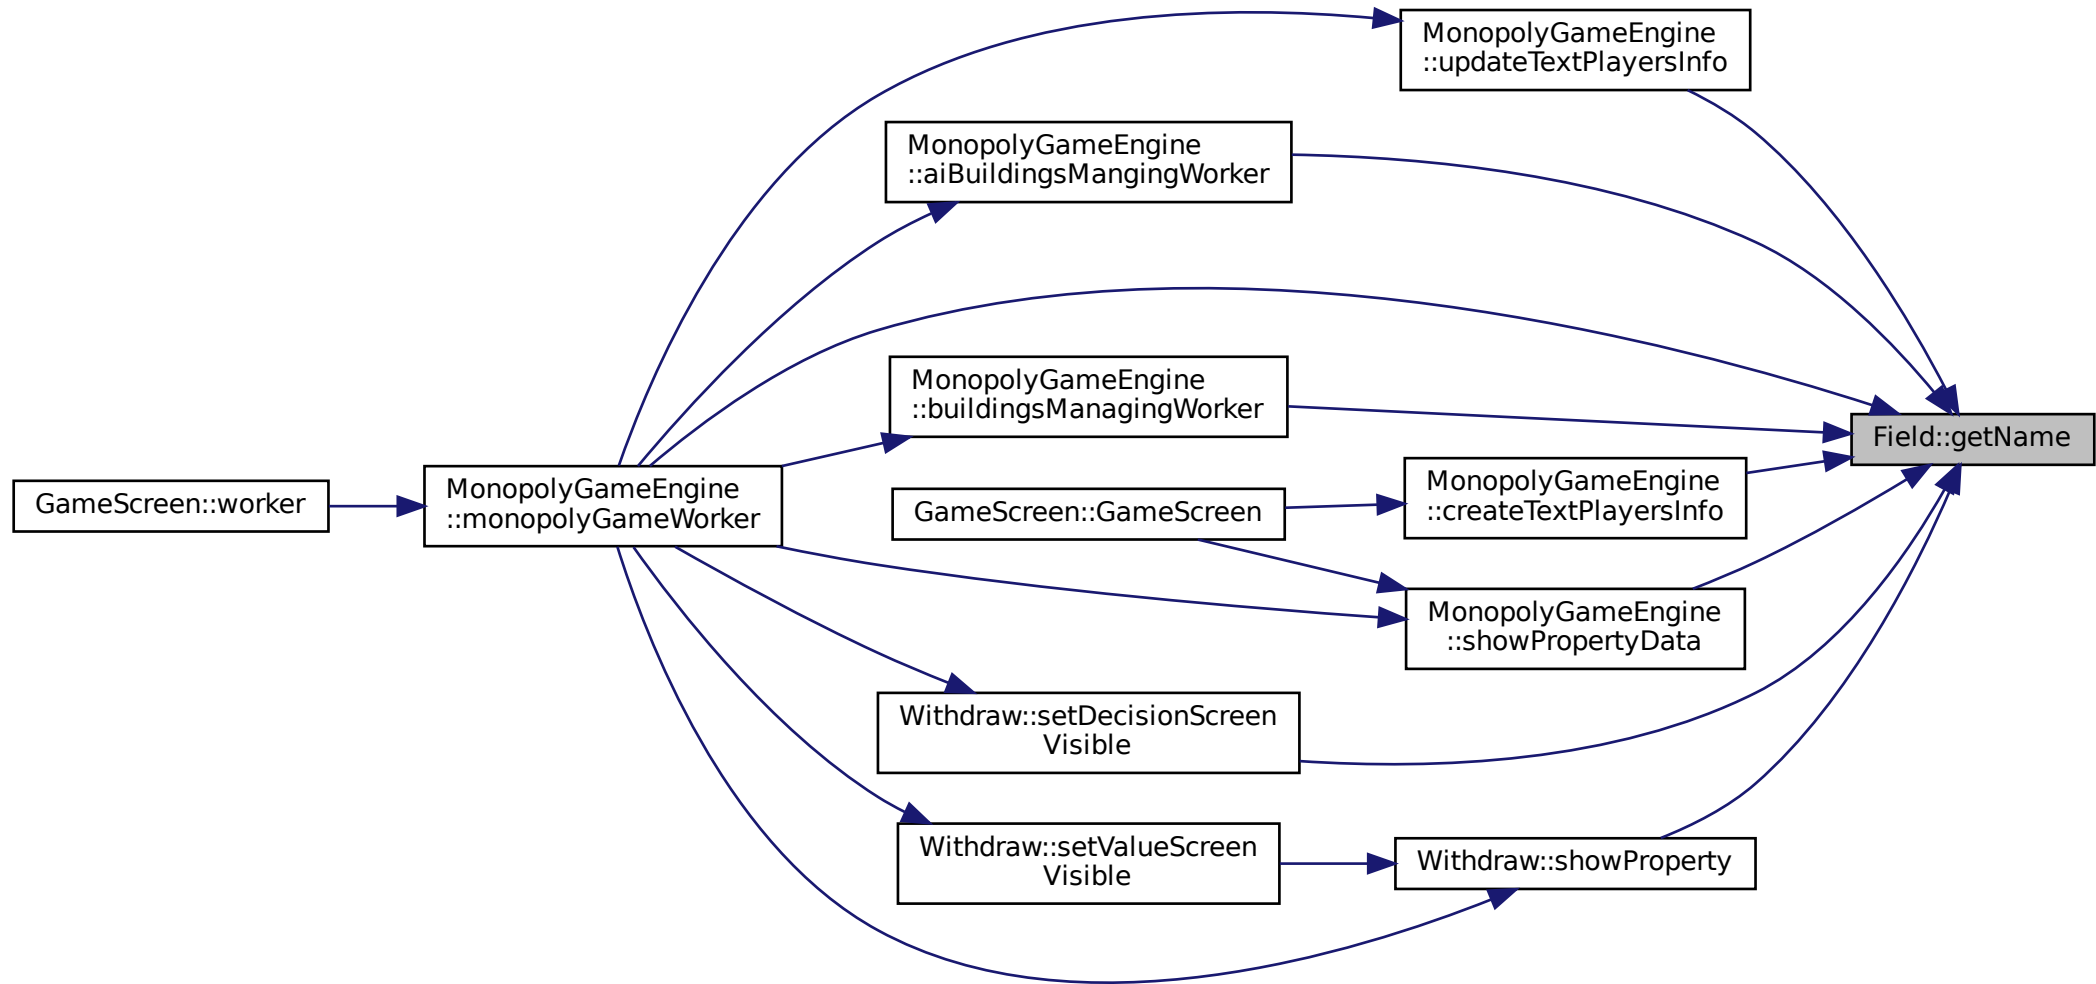 MonopolyGameEngine
::updateTextPlayersInfo
MonopolyGameEngine
::aiBuildingsMangingWorker
MonopolyGameEngine
::buildingsManagingWorker
Field::getName
MonopolyGameEngine
::createTextPlayersInfo
GameScreen::worker
MonopolyGameEngine
::monopolyGameWorker
GameScreen::GameScreen
MonopolyGameEngine
::showPropertyData
Withdraw::setDecisionScreen
Visible
Withdraw::setValueScreen
Visible
Withdraw::showProperty